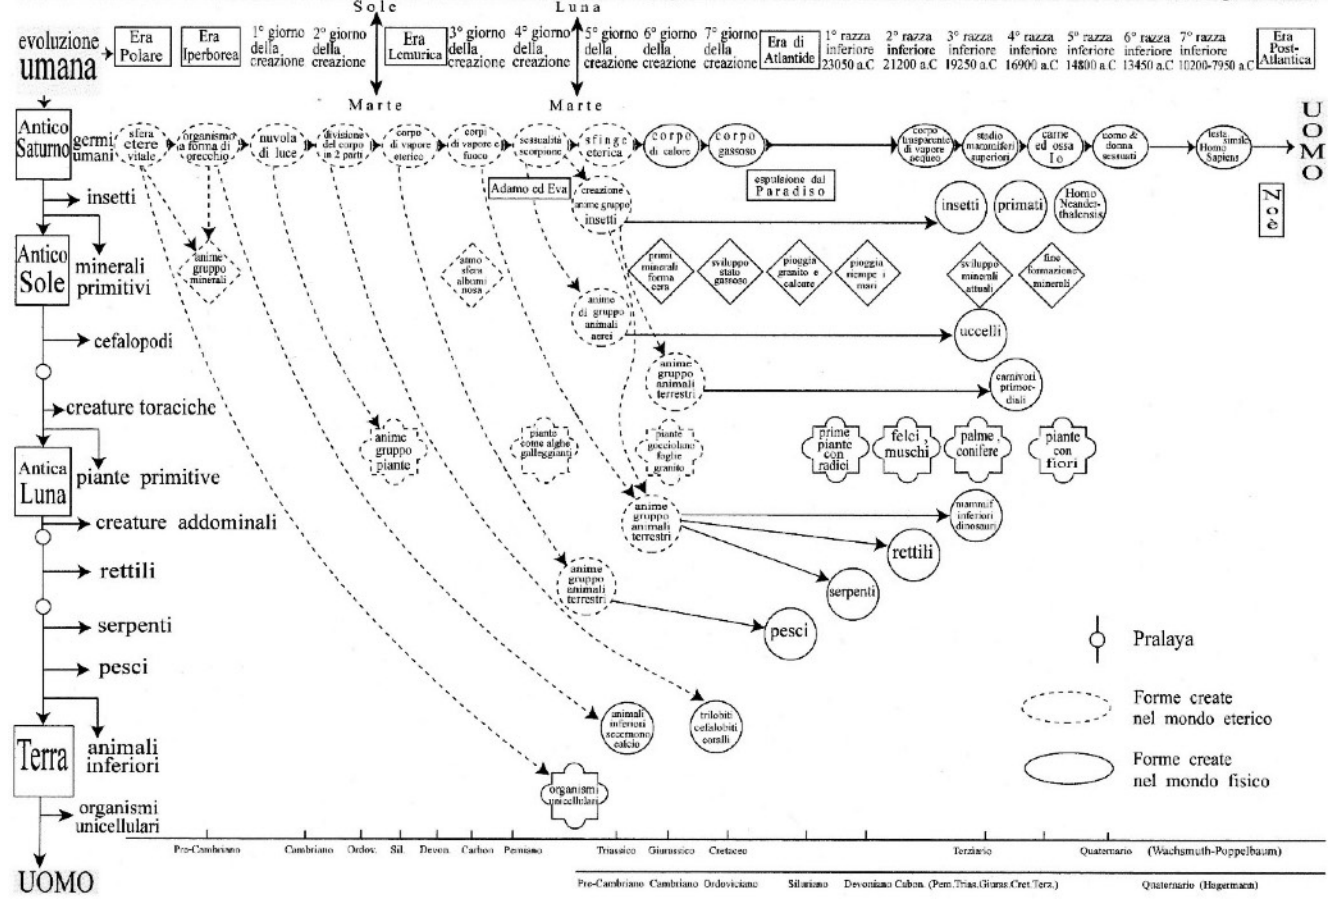 Sole
Luna
evoluzione
umana
Era
Polare
Era
Iperborea
1° giorno
della
creazione
2° giorno
della
creazione
Era
Lemurica
3° giorno
della
creazione
4° giorno
della
creazione
5° giorno
della
creazione
6° giorno
della
creazione
7° giorno
della
creazione
Era di
Atlantide
1° razza
inferiore
23050 a.C
2° razza
inferiore
21200 a.C
3° razza
inferiore
19250 a.C
4° razza
inferiore
16900 a.C
5° razza
inferiore
14800 a.C
6° razza
inferiore
13450 a.C
7° razza
inferiore
10200-7950 a.C
Era
Post-
Atlantica
Marte
Marte
Antico
Saturno
germi
umani
sfera
etere
vitale
organismo
a forma di
orecchio
nuvola
di luce
divisione
del corpo
in 2 parti
corpo
di vapore
eterico
corpi
di vapore e
fuoco
sessualità
scorpione
sfinge
eterica
corpo
di calore
corpo
gassoso
corpo
trasparente
di vapore
acqueo
stadio
mammiferi
superiori
carne
ed ossa
Io
uomo &
donna
sessuati
testa simile
Homo
Sapiens
UOMO
Noè
Adamo ed Eva
espulsione dal
Paradiso
insetti
creazione
anime gruppo
insetti
insetti
primati
Homo
Neander-
thalensis
minerali
primitivi
Antico
Sole
anime
gruppo
minerali
atmo
sfera
albumi
nosa
primi
minerali
forma
cera
sviluppo
stato
gassoso
pioggia
granito e
calcare
pioggia
riempe i
mari
sviluppo
minerali
attuali
fine
formazione
minerali
anime
di gruppo
animali
aerei
uccelli
cefalopodi
anime
gruppo
animali
terrestri
carnivori
primor-
diali
creature toraciche
anime
gruppo
piante
piante
come alghe
galleggianti
piante
gocciolano
foglie
granito
prime
piante
con
radici
felci,
muschi
palme,
conifere
piante
con
fiori
Antica
Luna
piante primitive
creature addominali
anime
gruppo
animali
terrestri
mammif
inferiori
dinosauri
rettili
rettili
anime
gruppo
animali
terrestri
serpenti
serpenti
pesci
pesci
Pralaya
Forme create
nel mondo eterico
Forme create
nel mondo fisico
Terra
animali
inferiori
animali
inferiori
secernono
calcio
trilobiti
cefalobiti
coralli
organismi
unicellulari
organismi
unicellulari
UOMO
Pre-Cambriano Cambriano Ordov. Sil. Devon. Carbon Permiano Triassico Giurassico Cretaceo Terziario Quaternario (Wachsmuth-Poppelbaum)
Pre-Cambriano Cambriano Ordoviciano Siluriano Devoniano Cabon. (Pem.Trias.Giuras.Cret.Terz.) Quaternario (Hagermann)